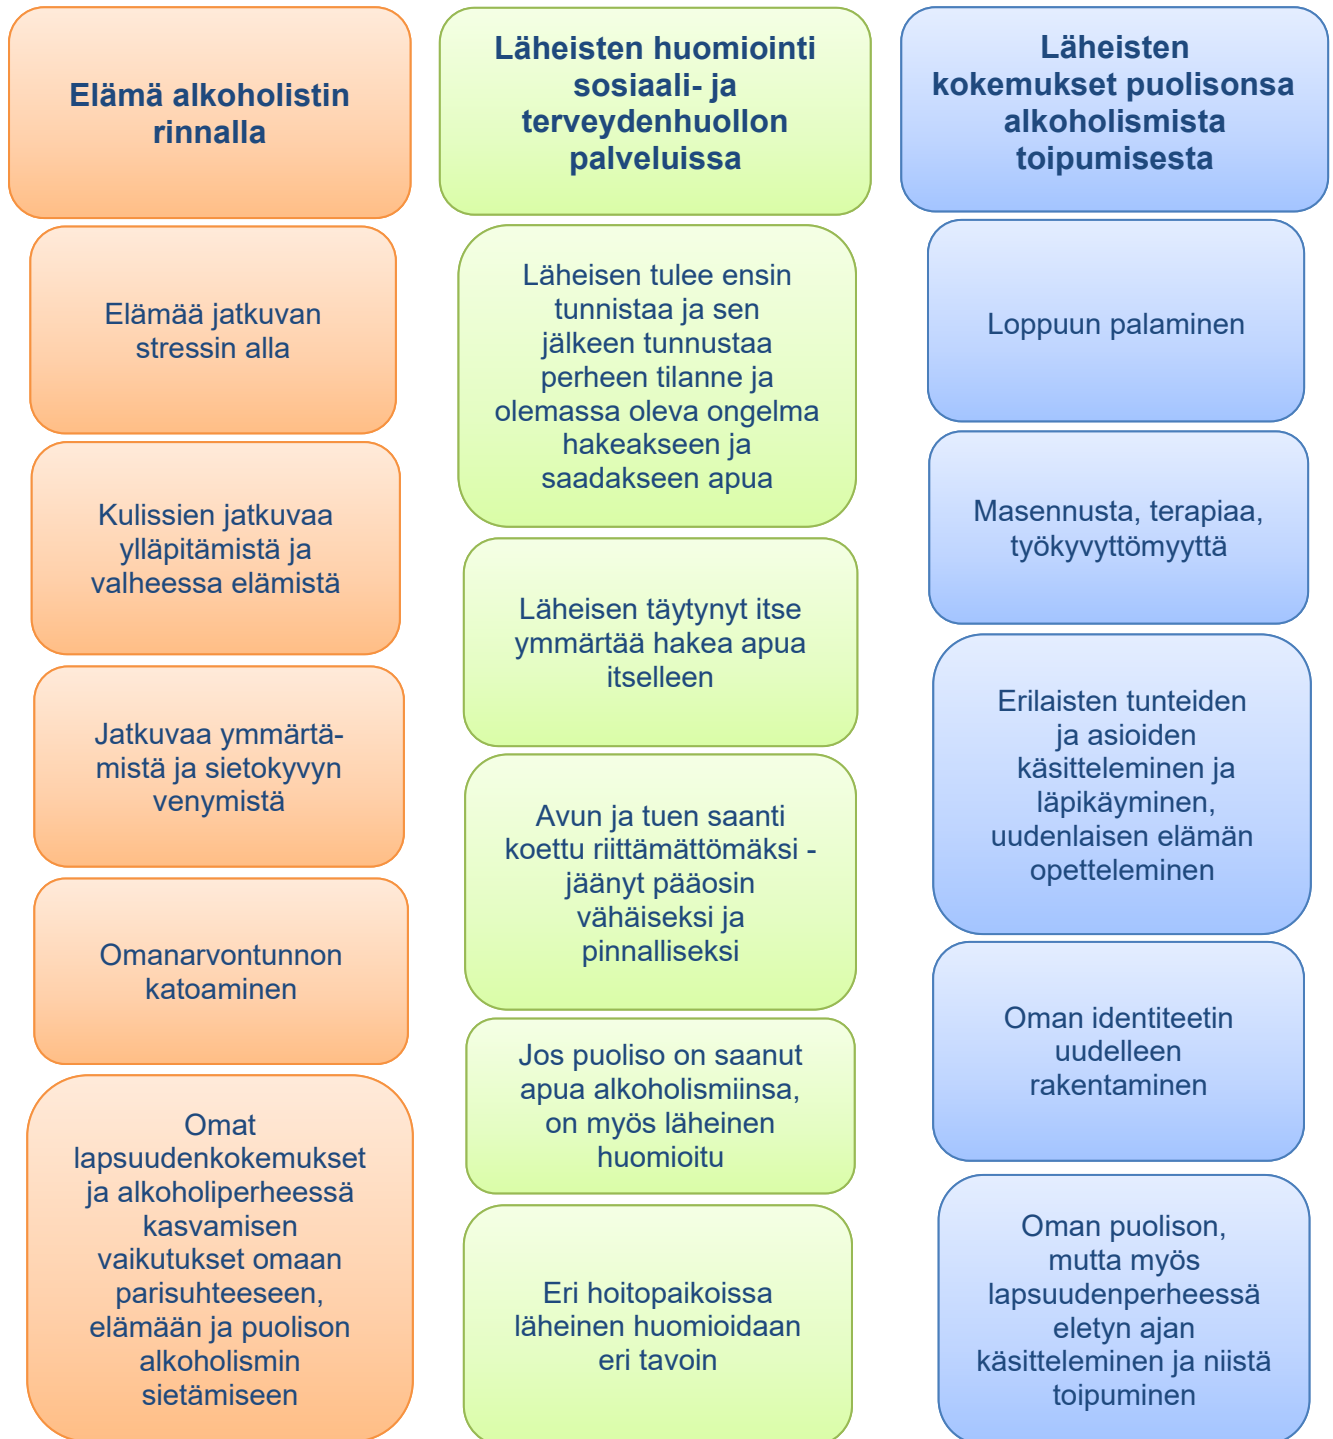 Elämä alkoholistin
rinnalla
Elämää jatkuvan
stressin alla
Kulissien jatkuvaa
ylläpitämistä ja
valheessa elämistä
Jatkuvaa ymmärtä-
mistä ja sietokyvyn
venymistä
Omanarvontunnon
katoaminen
Omat
lapsuudenkokemukset
ja alkoholiperheessä
kasvamisen
vaikutukset omaan
parisuhteeseen,
elämään ja puolison
alkoholismin
sietämiseen
Läheisten huomiointi
sosiaali- ja
terveydenhuollon
palveluissa
Läheisen tulee ensin
tunnistaa ja sen
jälkeen tunnustaa
perheen tilanne ja
olemassa oleva ongelma
hakeakseen ja
saadakseen apua
Läheisen täytynyt itse
ymmärtää hakea apua
itselleen
Avun ja tuen saanti
koettu riittämättömäksi -
jäänyt pääosin
vähäiseksi ja
pinnalliseksi
Jos puoliso on saanut
apua alkoholismiinsa,
on myös läheinen
huomioitu
Eri hoitopaikoissa
läheinen huomioidaan
eri tavoin
Läheisten
kokemukset puolisonsa
alkoholismista
toipumisesta
Loppuun palaminen
Masennusta, terapiaa,
työkyvyttömyyttä
Erilaisten tunteiden
ja asioiden
käsitteleminen ja
läpikäyminen,
uudenlaisen elämän
opetteleminen
Oman identiteetin
uudelleen
rakentaminen
Oman puolison,
mutta myös
lapsuudenperheessä
eletyn ajan
käsitteleminen ja niistä
toipuminen